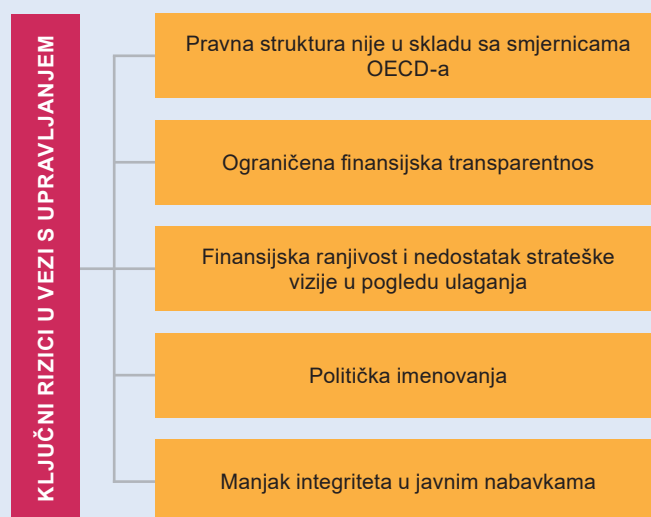 KLJUČNI RIZICI U VEZI S UPRAVLJANJEM
Pravna struktura nije u skladu sa smjernicama
OECD-a
Ograničena finansijska transparentnos
Finansijska ranjivost i nedostatak strateške
vizije u pogledu ulaganja
Politička imenovanja
Manjak integriteta u javnim nabavkama